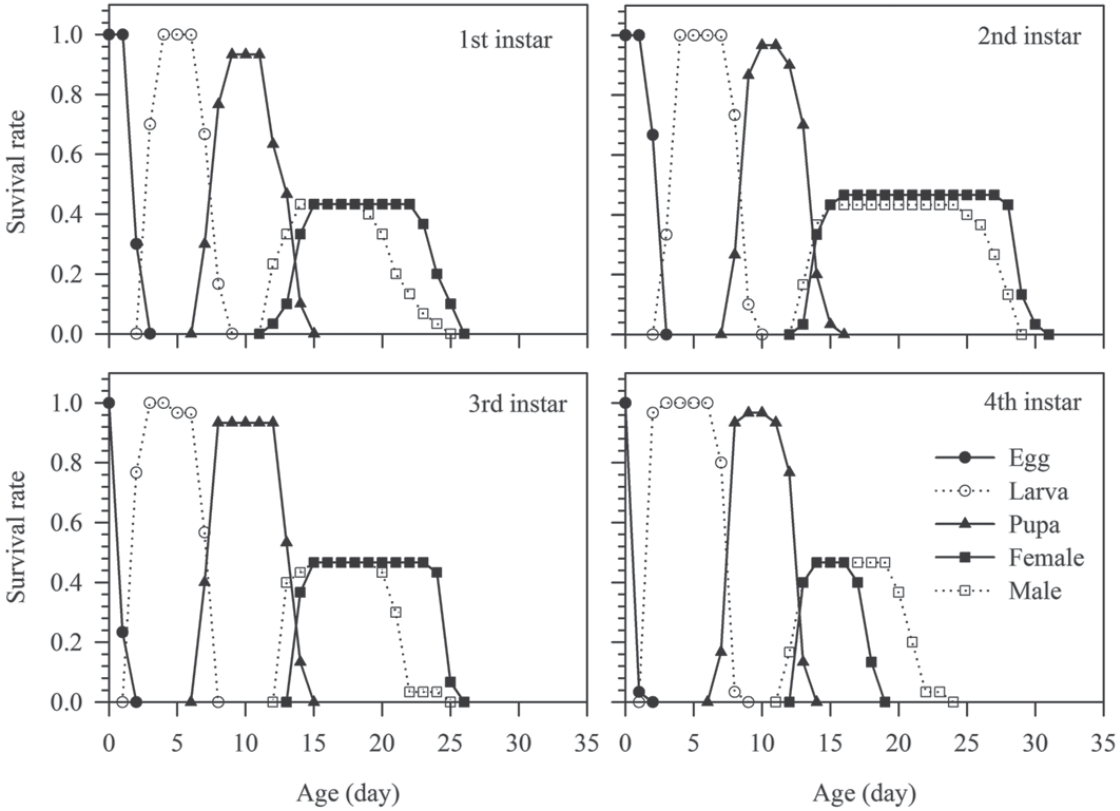 Suvival rate
1.0
0.8
0.6
0.4
0.2
0.0
1st instar
2nd instar
Survival rate
1.0
0.8
0.6
0.4
0.2
0.0
3rd instar
4th instar
Egg
Larva
Pupa
Female
Male
0 5 10 15 20 25 30 35
0 5 10 15 20 25 30 35
Age (day)
Age (day)